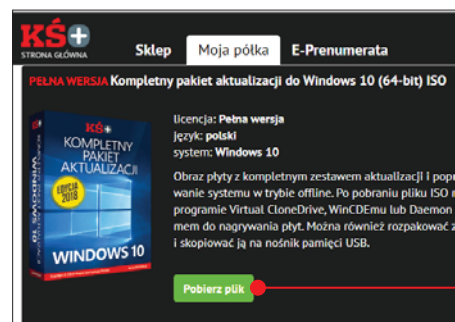 KŚ+
STRONA GŁÓWNA
Sklep
Moja półka
E-Prenumerata
PEŁNA WERSJA Kompletny pakiet aktualizacji do Windows 10 (64-bit) ISO
KŚ+
KOMPLETNY
PAKIET
AKTUALIZACJI
EDYCJA
2018
WINDOWS 10
licencja: Pełna wersja
język: polski
system: Windows 10
Obraz płyty z kompletnym zestawem aktualizacji i popr
wanie systemu w trybie offline. Po pobraniu pliku ISO
programie Virtual CloneDrive, WinCDEmu lub Daemon
mem do nagrywania płyt. Można również rozpakować z
i skopiować ją na nośnik pamięci USB.
Pobierz plik